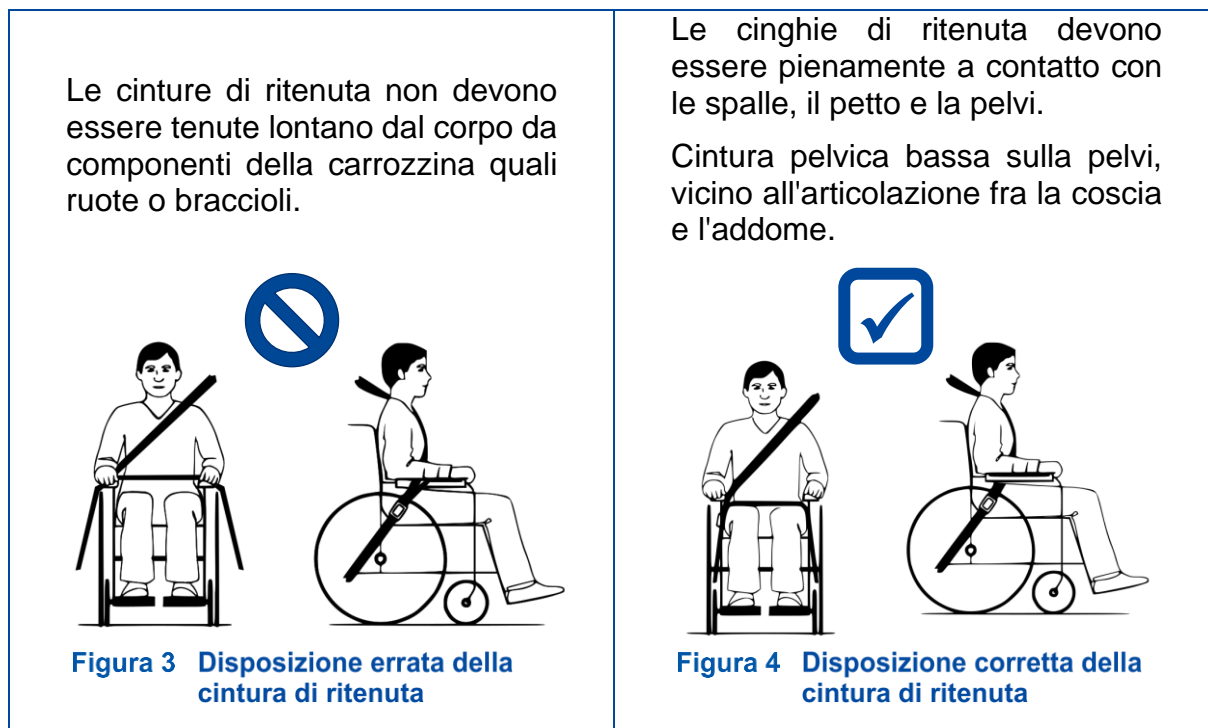 Le cinture di ritenuta non devono
essere tenute lontano dal corpo da
componenti della carrozzina quali
ruote o braccioli.
Figura 3 Disposizione errata della
cintura di ritenuta
Le cinghie di ritenuta devono
essere pienamente a contatto con
le spalle, il petto e la pelvi.
Cintura pelvica bassa sulla pelvi,
vicino all'articolazione fra la coscia
e l'addome.
Figura 4 Disposizione corretta della
cintura di ritenuta